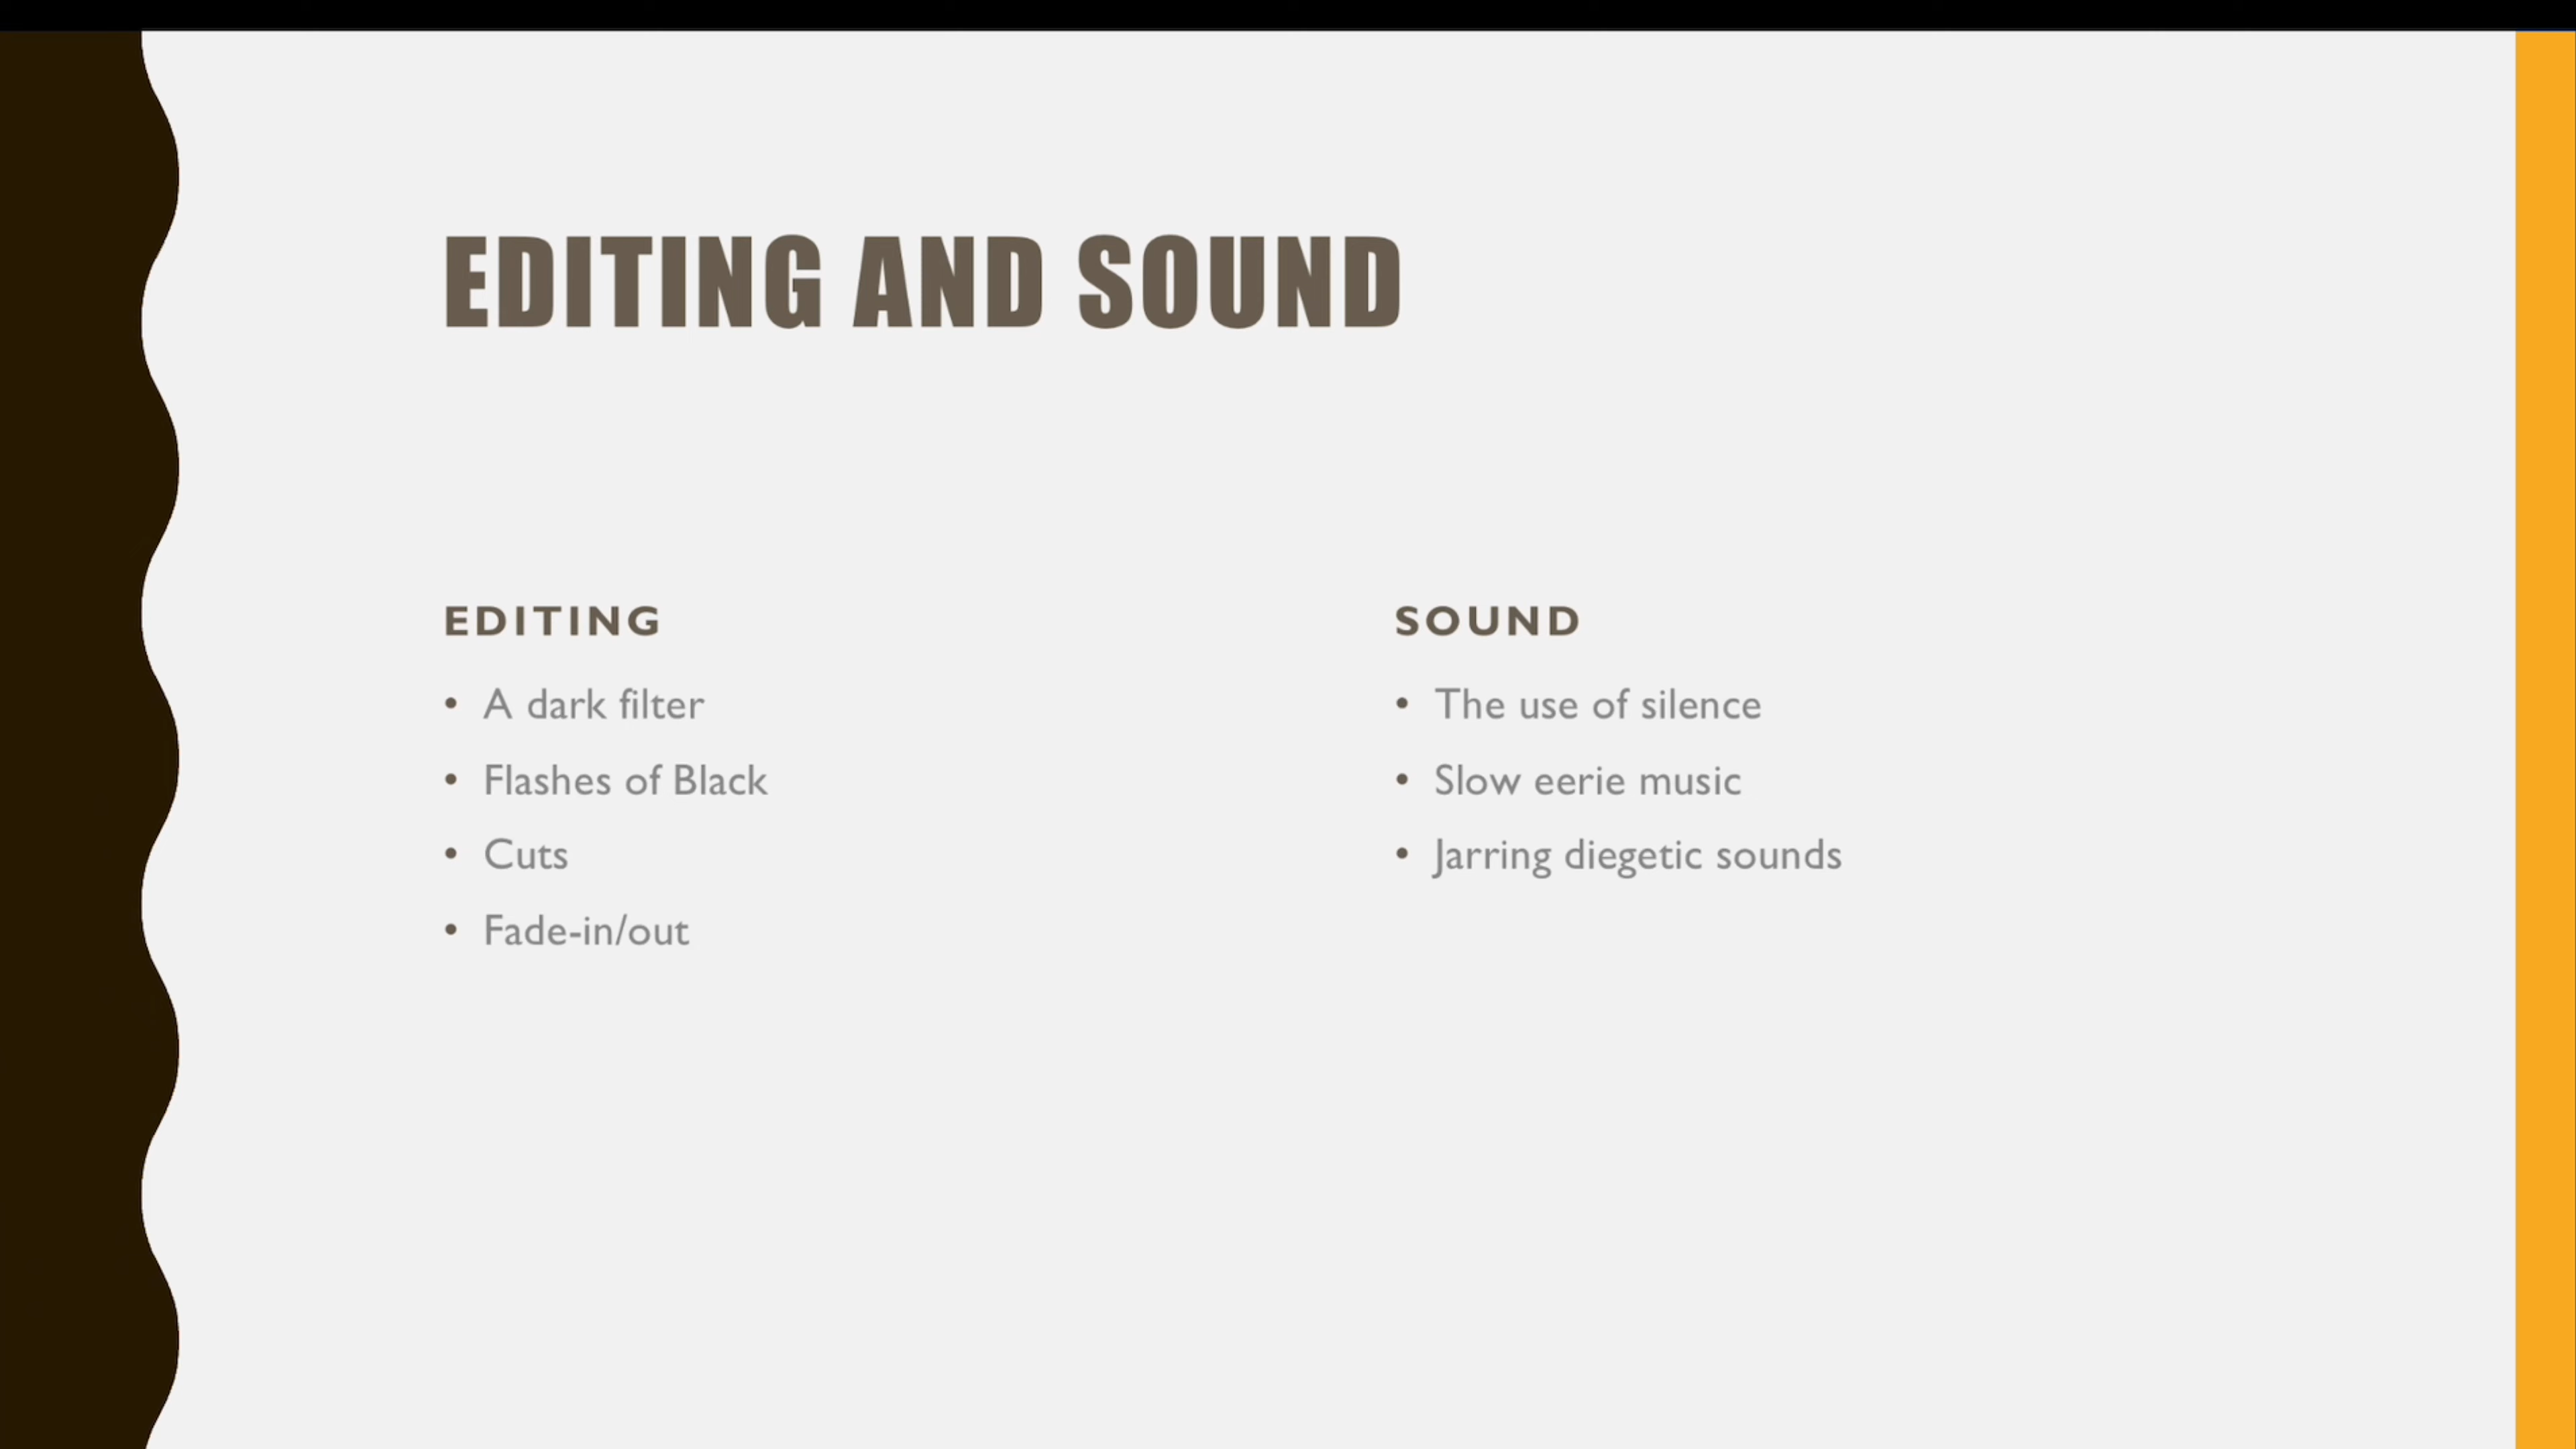 EDITING AND SOUND
EDITING
• A dark filter
• Flashes of Black
• Cuts
• Fade-in/out
SOUND
• The use of silence
• Slow eerie music
• Jarring diegetic sounds